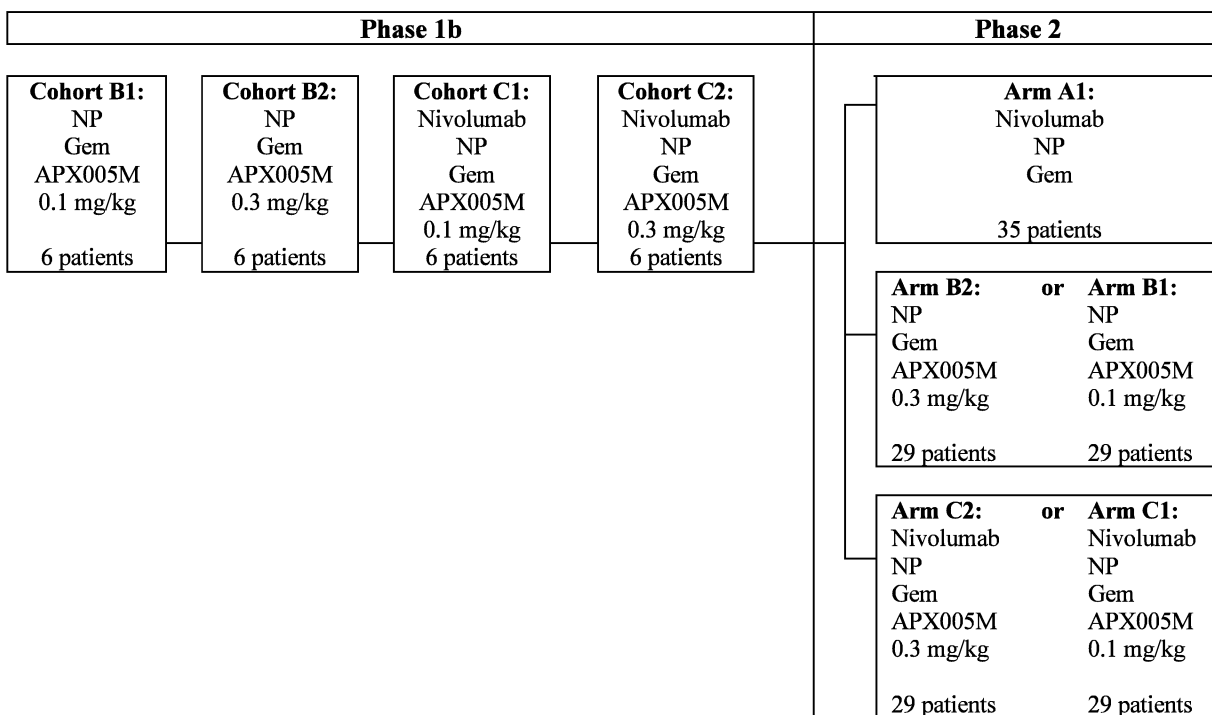 Phase 1b
Phase 2
Cohort B1:
NP
Gem
APX005M
0.1 mg/kg
6 patients
Cohort B2:
NP
Gem
APX005M
0.3 mg/kg
6 patients
Cohort C1:
Nivolumab
NP
Gem
APX005M
0.1 mg/kg
6 patients
Cohort C2:
Nivolumab
NP
Gem
APX005M
0.3 mg/kg
6 patients
Arm A1:
Nivolumab
NP
Gem
35 patients
Arm B2: or Arm B1:
NP NP
Gem Gem
APX005M APX005M
0.3 mg/kg 0.1 mg/kg
29 patients 29 patients
Arm C2: or Arm C1:
Nivolumab Nivolumab
NP NP
Gem Gem
APX005M APX005M
0.3 mg/kg 0.1 mg/kg
29 patients 29 patients